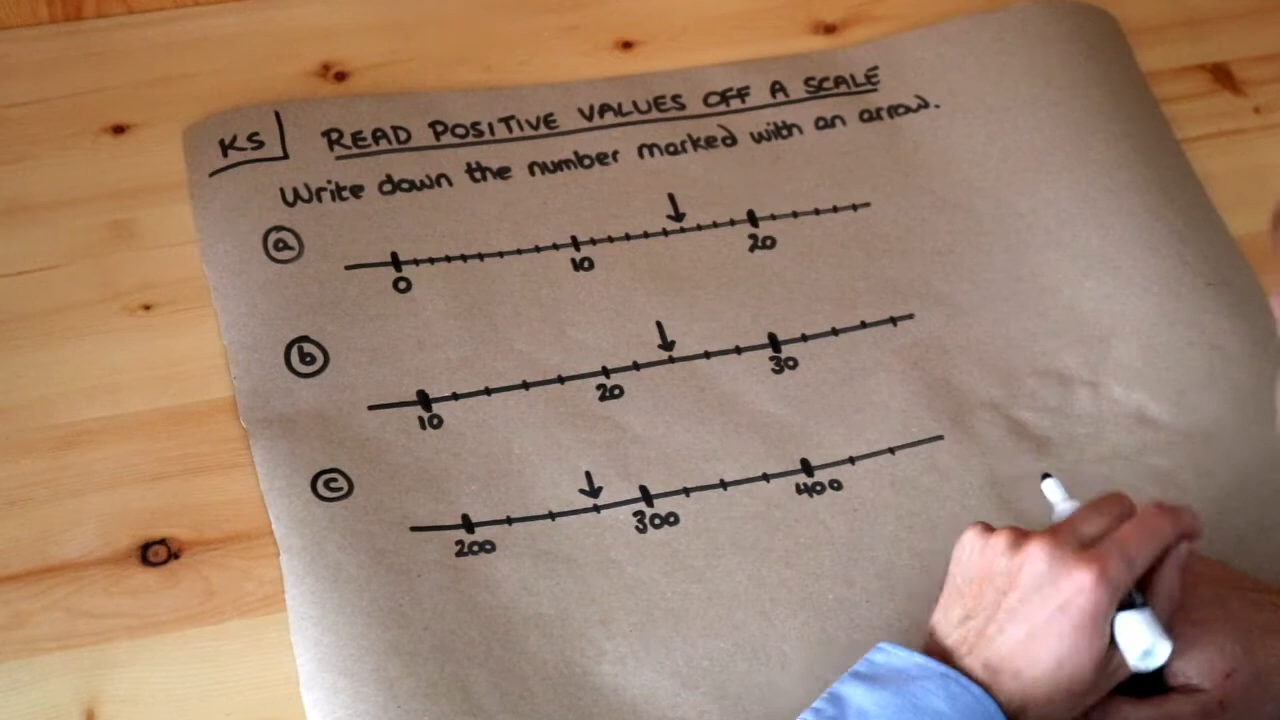 KS READ POSITIVE VALUES OFF A SCALE
Write down the number marked with an arrow.
a
0 10 20
b
10 20 30
c
200 300 400